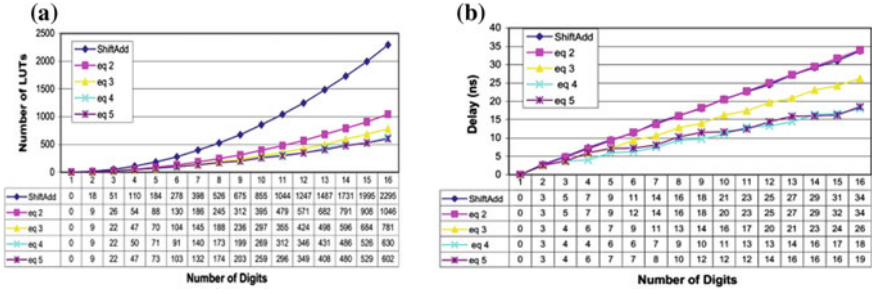 (a)
Number of LUTs
2500
2000
1500
1000
500
0
ShiftAdd
eq 2
eq 3
eq 4
eq 5
1 2 3 4 5 6 7 8 9 10 11 12 13 14 15 16
ShiftAdd 0 18 51 110 184 278 398 526 675 855 1044 1247 1487 1731 1995 2295
eq 2 0 9 26 54 88 130 186 245 312 395 479 571 682 791 908 1046
eq 3 0 9 22 47 70 104 145 188 236 297 355 424 498 596 684 781
eq 4 0 9 22 50 71 91 140 173 199 269 312 346 431 486 526 630
eq 5 0 9 22 47 73 103 132 174 203 259 296 349 408 480 529 602
Number of Digits
(b)
Delay (ns)
40
35
30
25
20
15
10
5
0
ShiftAdd
eq 2
eq 3
eq 4
eq 5
1 2 3 4 5 6 7 8 9 10 11 12 13 14 15 16
ShiftAdd 0 3 5 7 9 11 14 16 18 21 23 25 27 29 31 34
eq 2 0 3 5 7 9 12 14 16 18 20 23 25 27 29 32 34
eq 3 0 3 4 6 7 9 11 13 14 16 17 20 21 23 24 26
eq 4 0 3 4 4 6 6 7 9 10 11 13 13 14 16 17 18
eq 5 0 3 4 6 7 7 8 10 12 12 12 14 16 16 16 19
Number of Digits